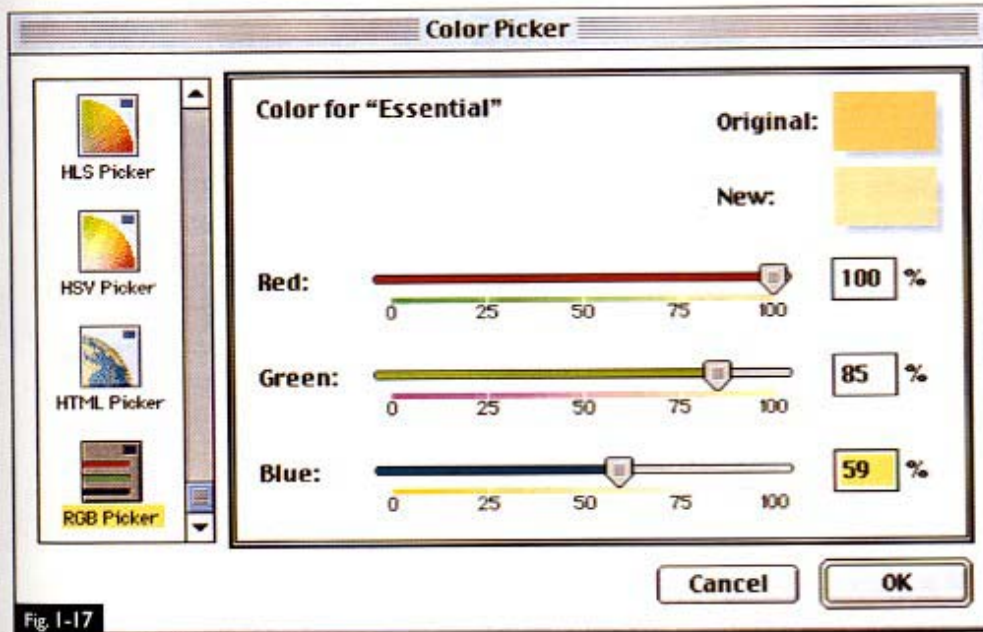 Color Picker
HLS Picker
HSV Picker
HTML Picker
RGB Picker
Color for “Essential”
Original:
New:
Red:
100 %
0 25 50 75 100
Green:
85 %
0 25 50 75 100
Blue:
59 %
0 25 50 75 100
Cancel
OK
Fig. 1-17